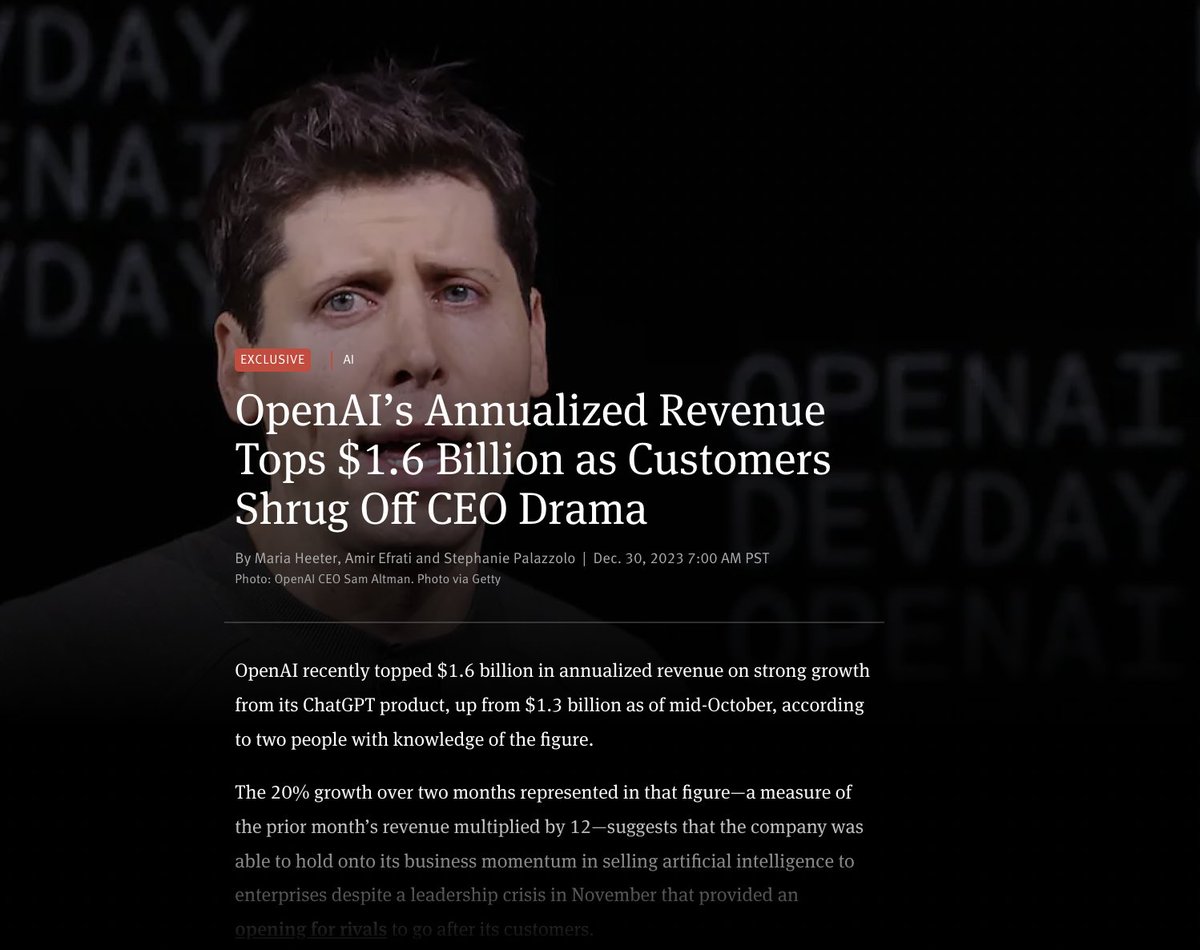 VDAY
ENAI
VDAY
OPENAI
DEVDAY
OPENAI
EXCLUSIVE | AI
OpenAI’s Annualized Revenue
Tops $1.6 Billion as Customers
Shrug Off CEO Drama
By Maria Heeter, Amir Efrati and Stephanie Palazzolo | Dec. 30, 2023 7:00 AM PST
Photo: OpenAI CEO Sam Altman. Photo via Getty
OpenAI recently topped $1.6 billion in annualized revenue on strong growth
from its ChatGPT product, up from $1.3 billion as of mid-October, according
to two people with knowledge of the figure.
The 20% growth over two months represented in that figure—a measure of
the prior month’s revenue multiplied by 12—suggests that the company was
able to hold onto its business momentum in selling artificial intelligence to
enterprises despite a leadership crisis in November that provided an
opening for rivals to go after its customers.